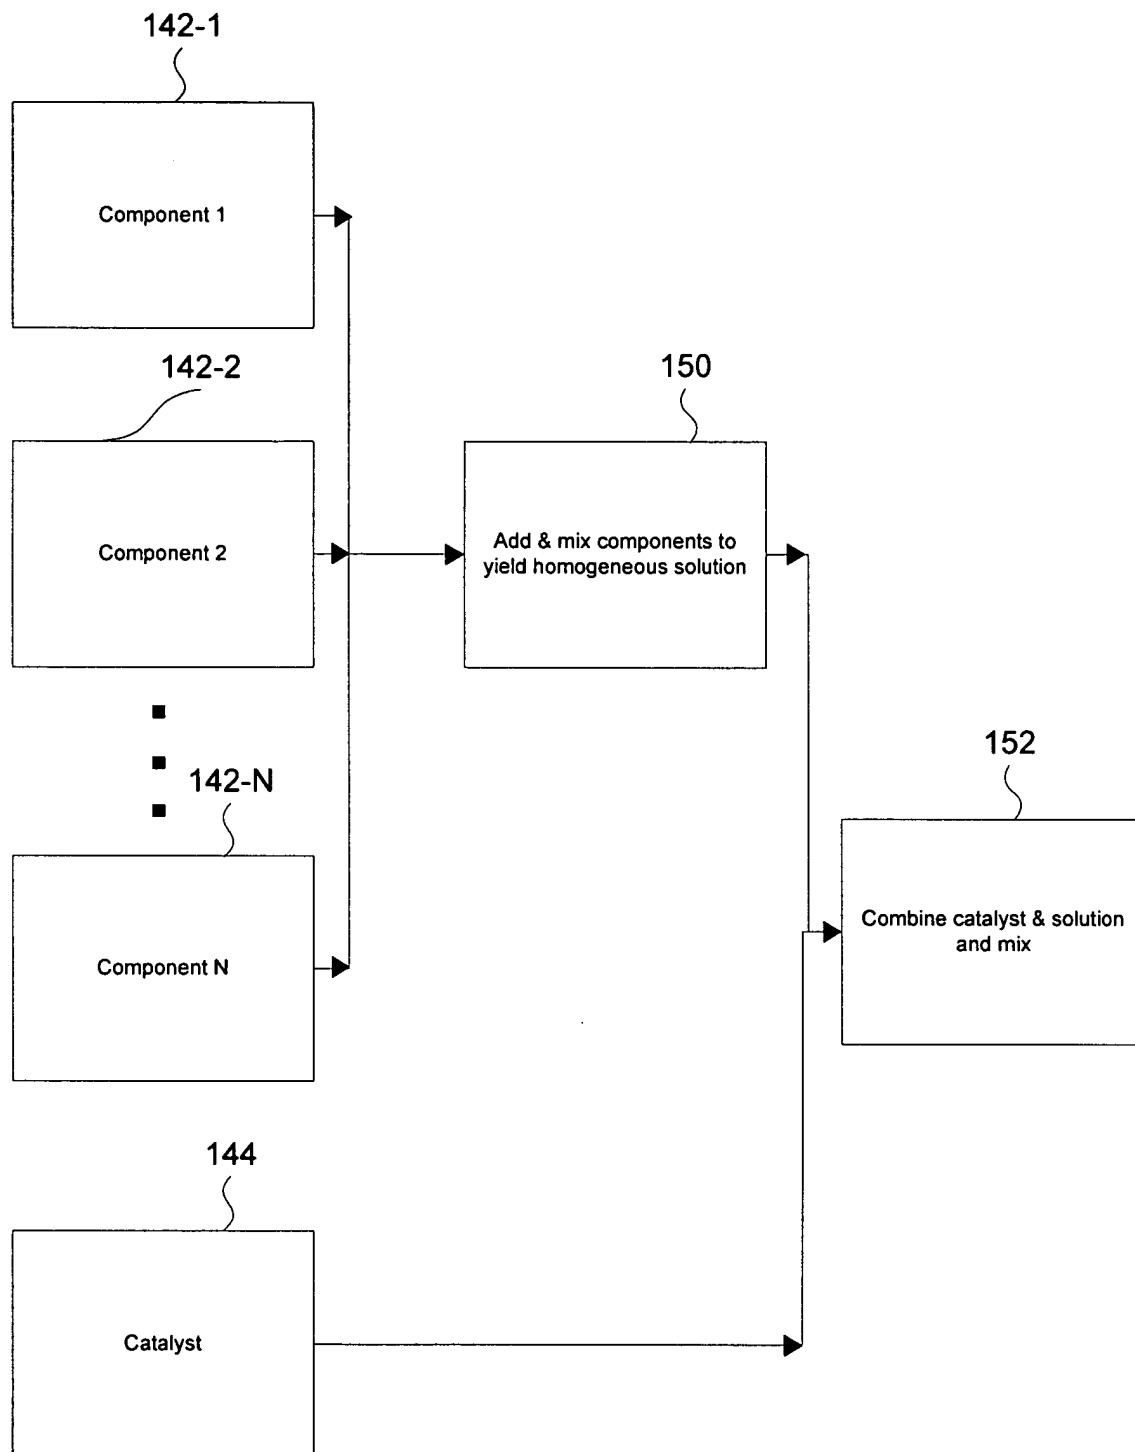 142-1
Component 1
142-2
Component 2
150
Add & mix components to
yield homogeneous solution
142-N
Component N
152
Combine catalyst & solution
and mix
144
Catalyst